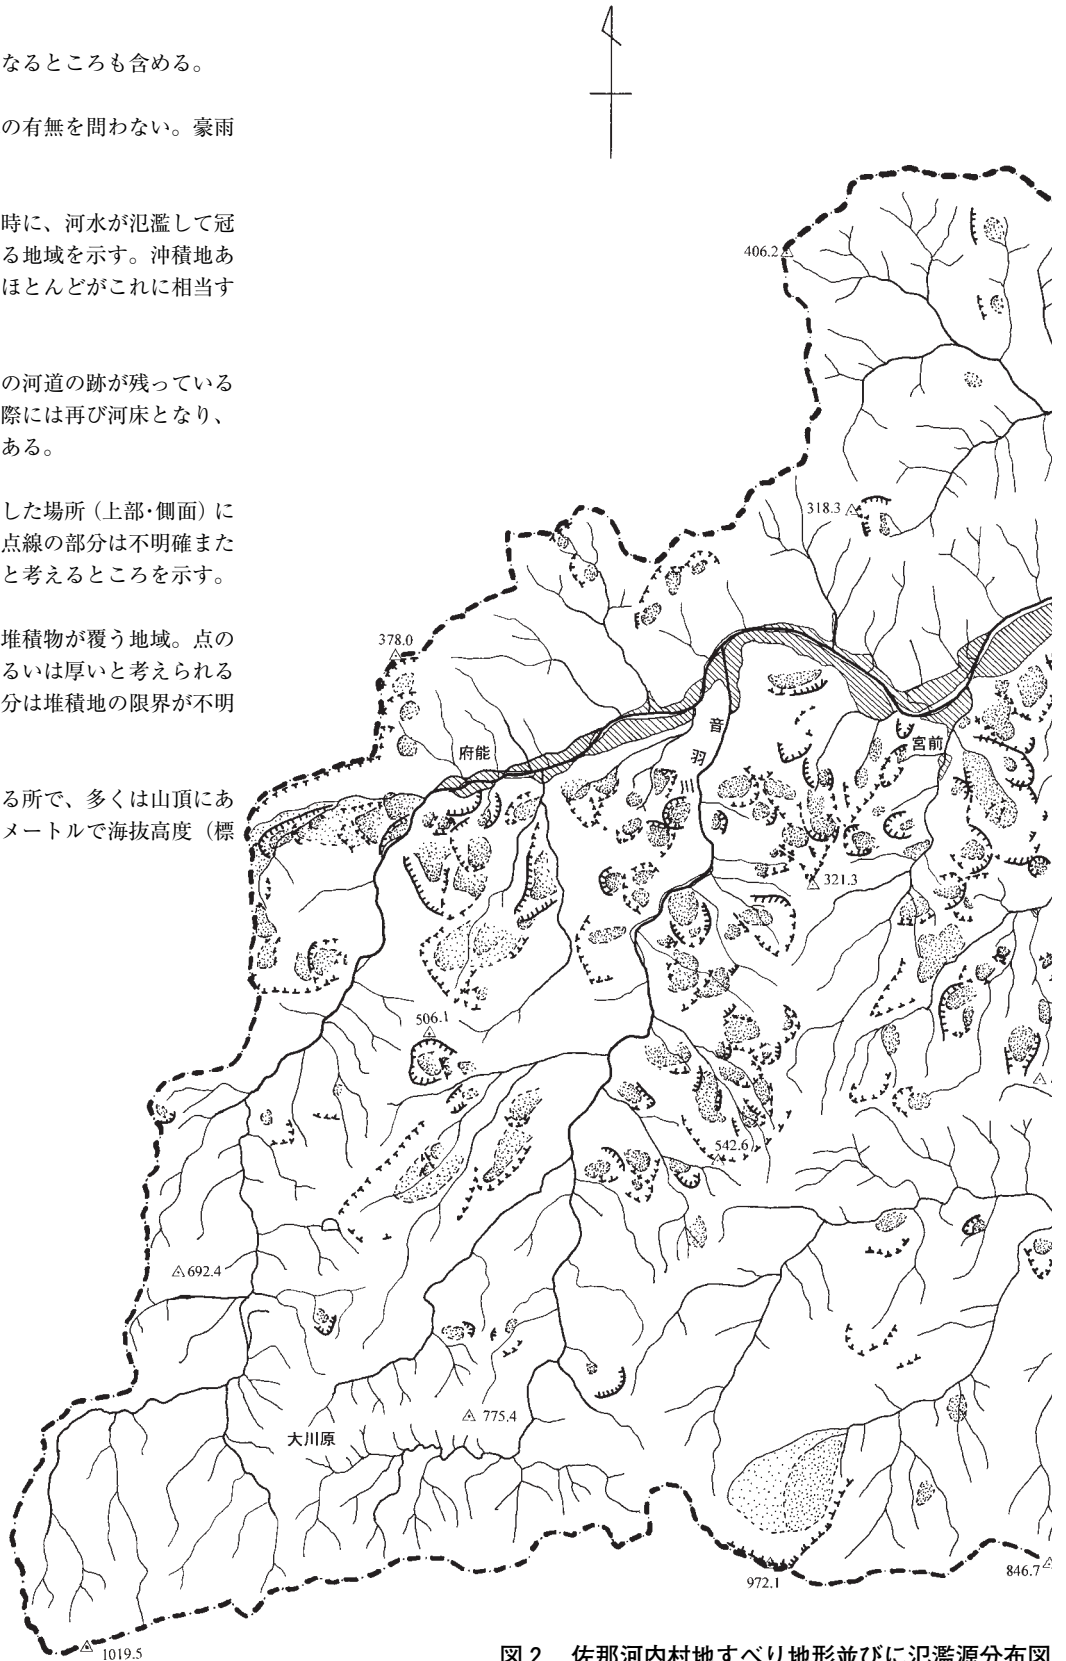 なるところも含める。
の有無を問わない。豪雨
時に、河水が氾濫して冠
る地域を示す。沖積地あ
ほとんどがこれに相当す
の河道の跡が残っている
際には再び河床となり、
ある。
した場所（上部・側面）に
点線の部分は不明確また
と考えるところを示す。
堆積物が覆う地域。点の
るいは厚いと考えられる
分は堆積地の限界が不明
る所で、多くは山頂にあ
メートルで海抜高度（標
406.2
318.3
378.0
音羽川
宮前
府能
321.3
506.1
542.6
692.4
775.4
大川原
972.1
846.7
1019.5
図2 佐那河内村地すべり地形並びに氾濫源分布図